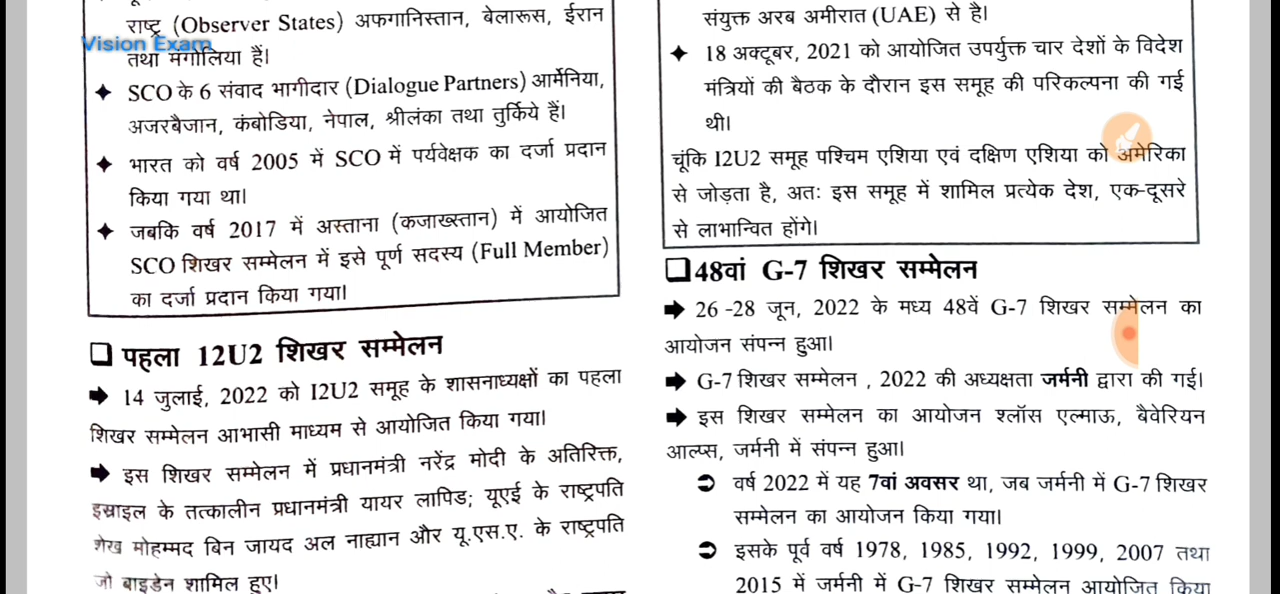 राष्ट्र (Observer States) अफगानिस्तान, बेलारूस, ईरान
Vision Exam
तथा मंगोलिया हैं।
✦ SCO के 6 संवाद भागीदार (Dialogue Partners) आर्मेनिया,
अजरबैजान, कंबोडिया, नेपाल, श्रीलंका तथा तुर्किये हैं।
✦ भारत को वर्ष 2005 में SCO में पर्यवेक्षक का दर्जा प्रदान
किया गया था।
✦ जबकि वर्ष 2017 में अस्ताना (कजाख्स्तान) में आयोजित
SCO शिखर सम्मेलन में इसे पूर्ण सदस्य (Full Member)
का दर्जा प्रदान किया गया।
❑ पहला 12U2 शिखर सम्मेलन
➡ 14 जुलाई, 2022 को I2U2 समूह के शासनाध्यक्षों का पहला
शिखर सम्मेलन आभासी माध्यम से आयोजित किया गया।
➡ इस शिखर सम्मेलन में प्रधानमंत्री नरेंद्र मोदी के अतिरिक्त,
इस्राइल के तत्कालीन प्रधानमंत्री यायर लापिड; यूएई के राष्ट्रपति
शेख मोहम्मद बिन जायद अल नाह्यान और यू.एस.ए. के राष्ट्रपति
जो बाइडेन शामिल हुए।
संयुक्त अरब अमीरात (UAE) से है।
✦ 18 अक्टूबर, 2021 को आयोजित उपर्युक्त चार देशों के विदेश
मंत्रियों की बैठक के दौरान इस समूह की परिकल्पना की गई
थी।
चूंकि I2U2 समूह पश्चिम एशिया एवं दक्षिण एशिया को अमेरिका
से जोड़ता है, अतः इस समूह में शामिल प्रत्येक देश, एक-दूसरे
से लाभान्वित होंगे।
❑48वां G-7 शिखर सम्मेलन
➡ 26 -28 जून, 2022 के मध्य 48वें G-7 शिखर सम्मेलन का
आयोजन संपन्न हुआ।
➡ G-7 शिखर सम्मेलन , 2022 की अध्यक्षता जर्मनी द्वारा की गई।
➡ इस शिखर सम्मेलन का आयोजन श्लॉस एल्माऊ, बैवेरियन
आल्प्स, जर्मनी में संपन्न हुआ।
➲ वर्ष 2022 में यह 7वां अवसर था, जब जर्मनी में G-7 शिखर
सम्मेलन का आयोजन किया गया।
➲ इसके पूर्व वर्ष 1978, 1985, 1992, 1999, 2007 तथा
2015 में जर्मनी में G-7 शिखर सम्मेलन आयोजित किया